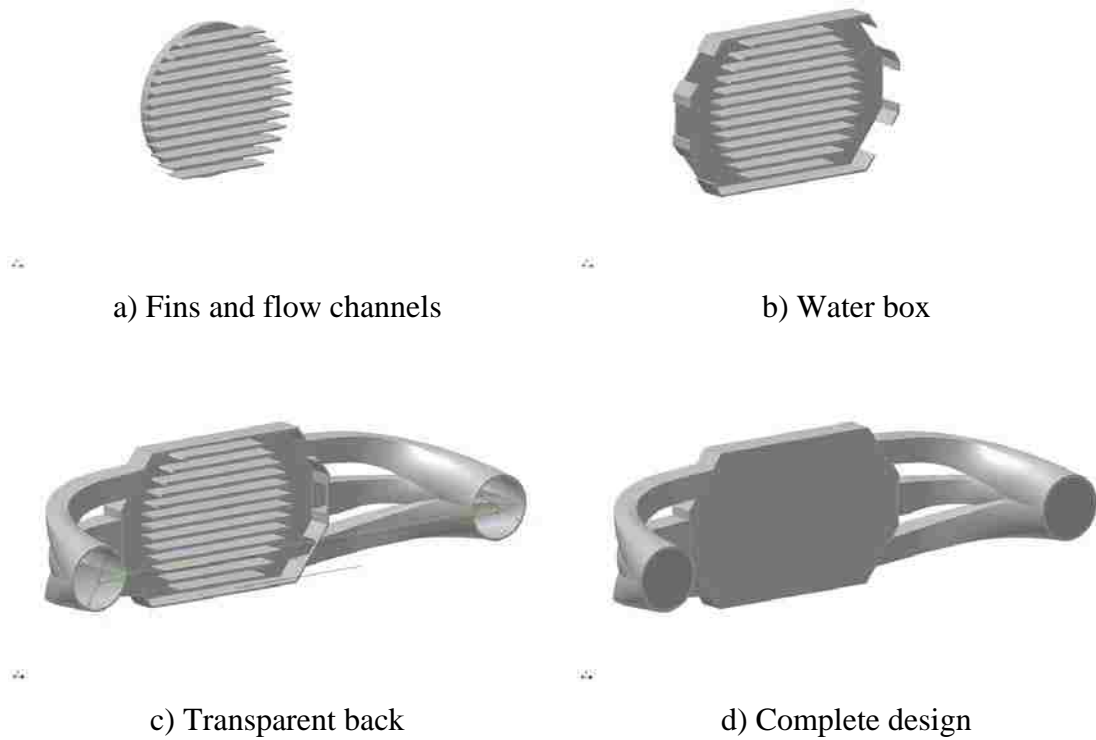 a) Fins and flow channels
b) Water box
c) Transparent back
d) Complete design